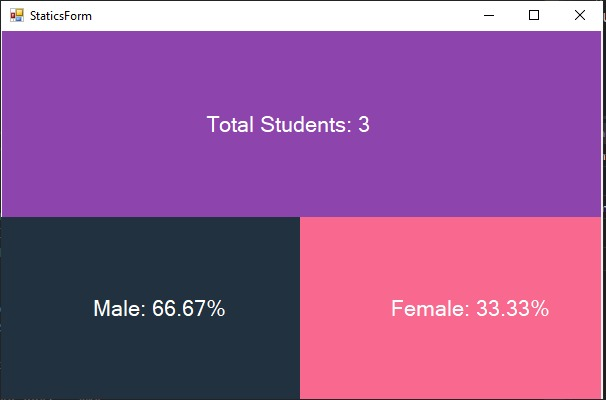 StaticsForm
Total Students: 3
Male: 66.67%
Female: 33.33%